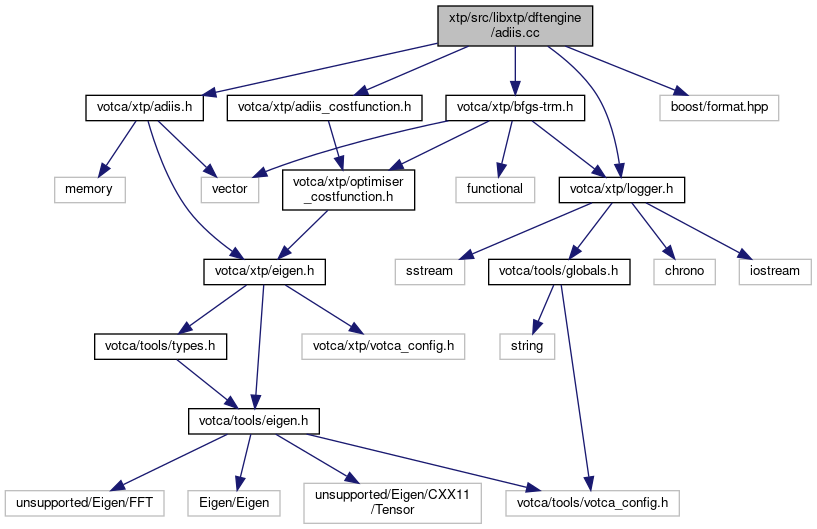 xtp/src/libxtp/dftengine
/adiis.cc
votca/xtp/adiis.h
votca/xtp/adiis_costfunction.h
votca/xtp/bfgs-trm.h
boost/format.hpp
memory
vector
votca/xtp/optimiser
_costfunction.h
functional
votca/xtp/logger.h
votca/xtp/eigen.h
sstream
votca/tools/globals.h
chrono
iostream
votca/tools/types.h
votca/xtp/votca_config.h
string
votca/tools/eigen.h
unsupported/Eigen/FFT
Eigen/Eigen
unsupported/Eigen/CXX11
/Tensor
votca/tools/votca_config.h